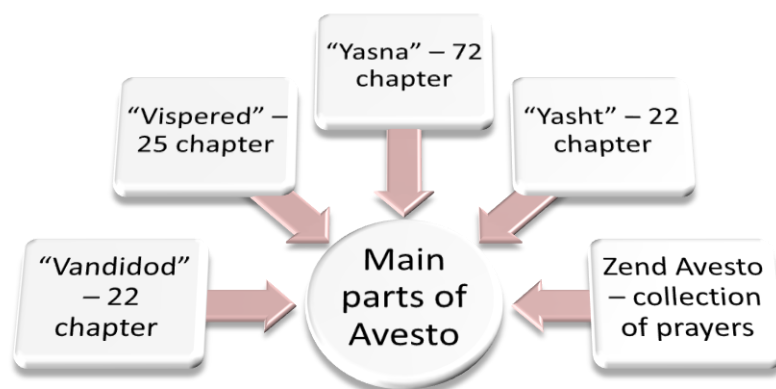 “Yasna” – 72
chapter
“Vispered” –
25 chapter
“Yasht” – 22
chapter
“Vandidod”
– 22
chapter
Main
parts of
Avesto
Zend Avesto
– collection
of prayers